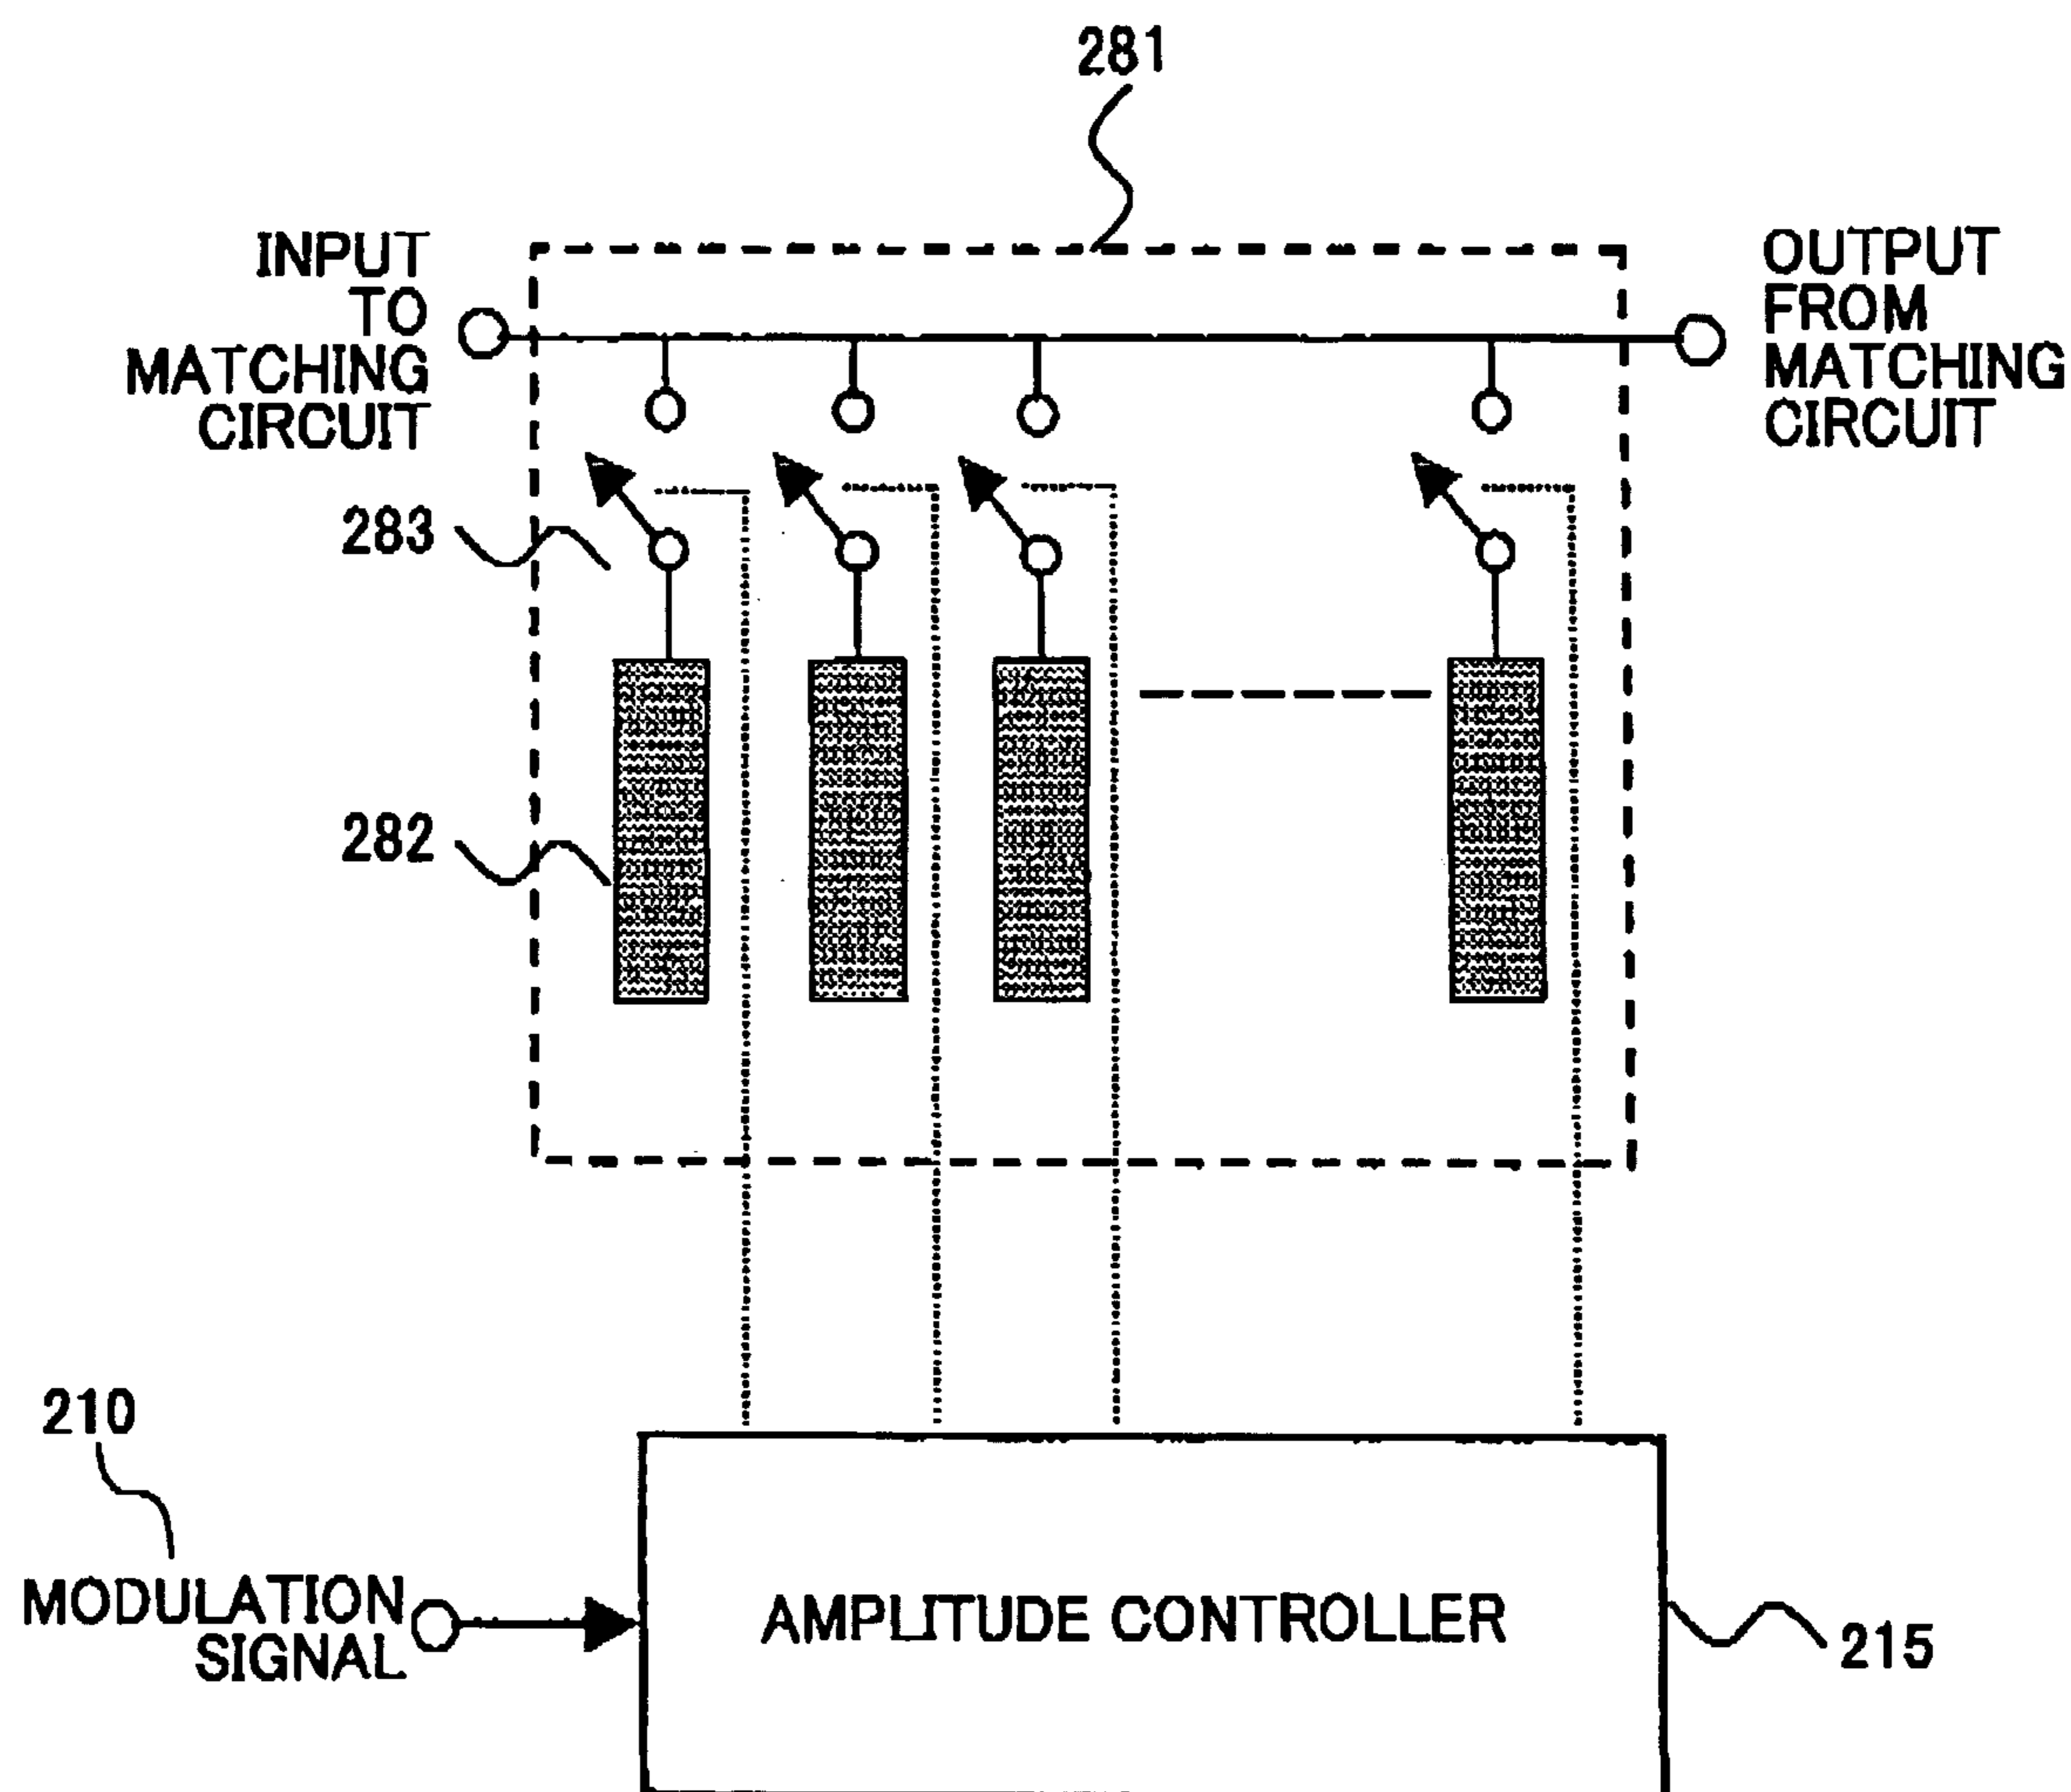 281
INPUT
TO
MATCHING
CIRCUIT
OUTPUT
FROM
MATCHING
CIRCUIT
283
282
210
MODULATION
SIGNAL
AMPLITUDE CONTROLLER
215